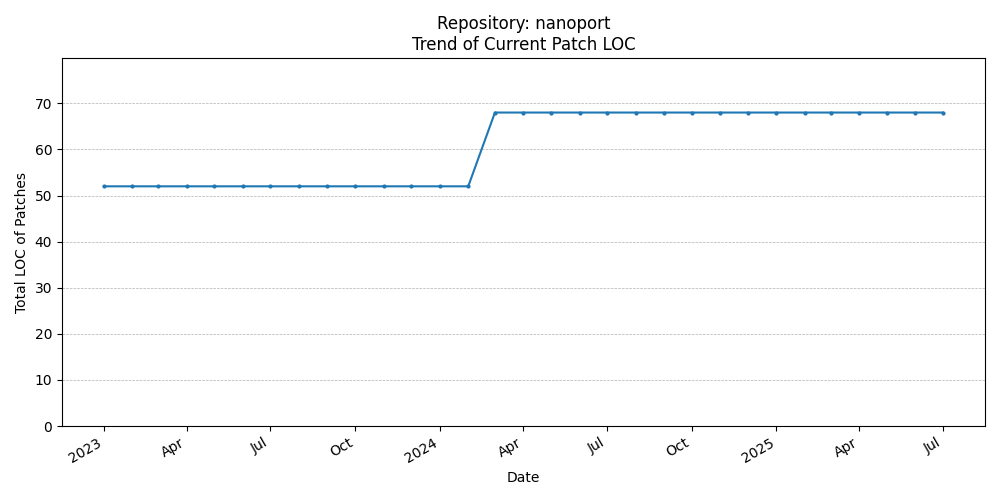 Repository: nanoport
Trend of Current Patch LOC
Total LOC of Patches
70
60
50
40
30
20
10
0
2023 Apr Jul Oct 2024 Apr Jul Oct 2025 Apr Jul
Date